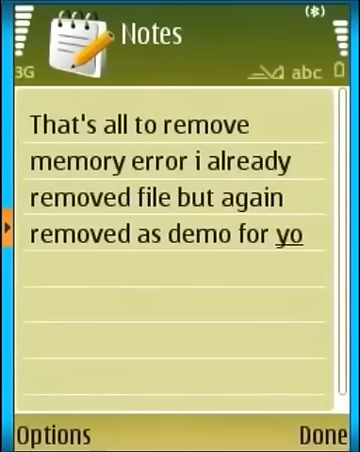 Notes
3G
abc
That's all to remove
memory error i already
removed file but again
removed as demo for yo
Options Done